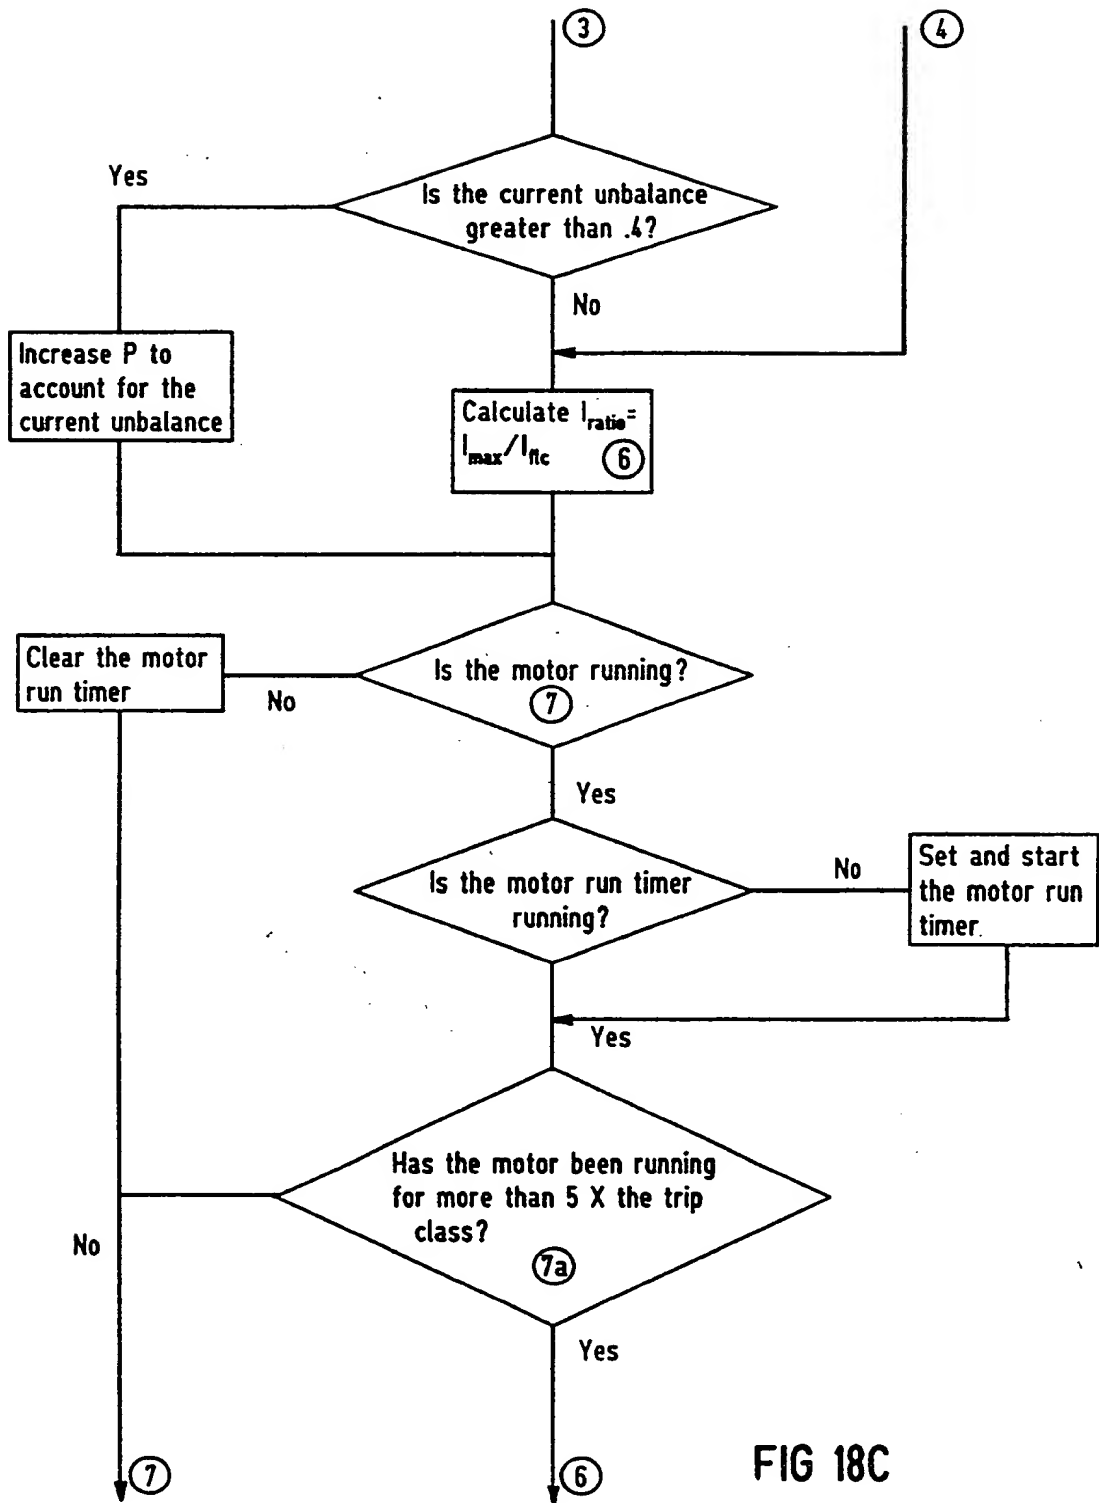 3
4
Yes
Is the current unbalance
greater than .4?
No
Increase P to
account for the
current unbalance
Calculate Iratio=
Imax/Iflc
6
Clear the motor
run timer
No
Is the motor running?
7
Yes
Is the motor run timer
running?
No
Set and start
the motor run
timer.
Yes
Has the motor been running
for more than 5 X the trip
class?
7a
No
Yes
7
6
FIG 18C